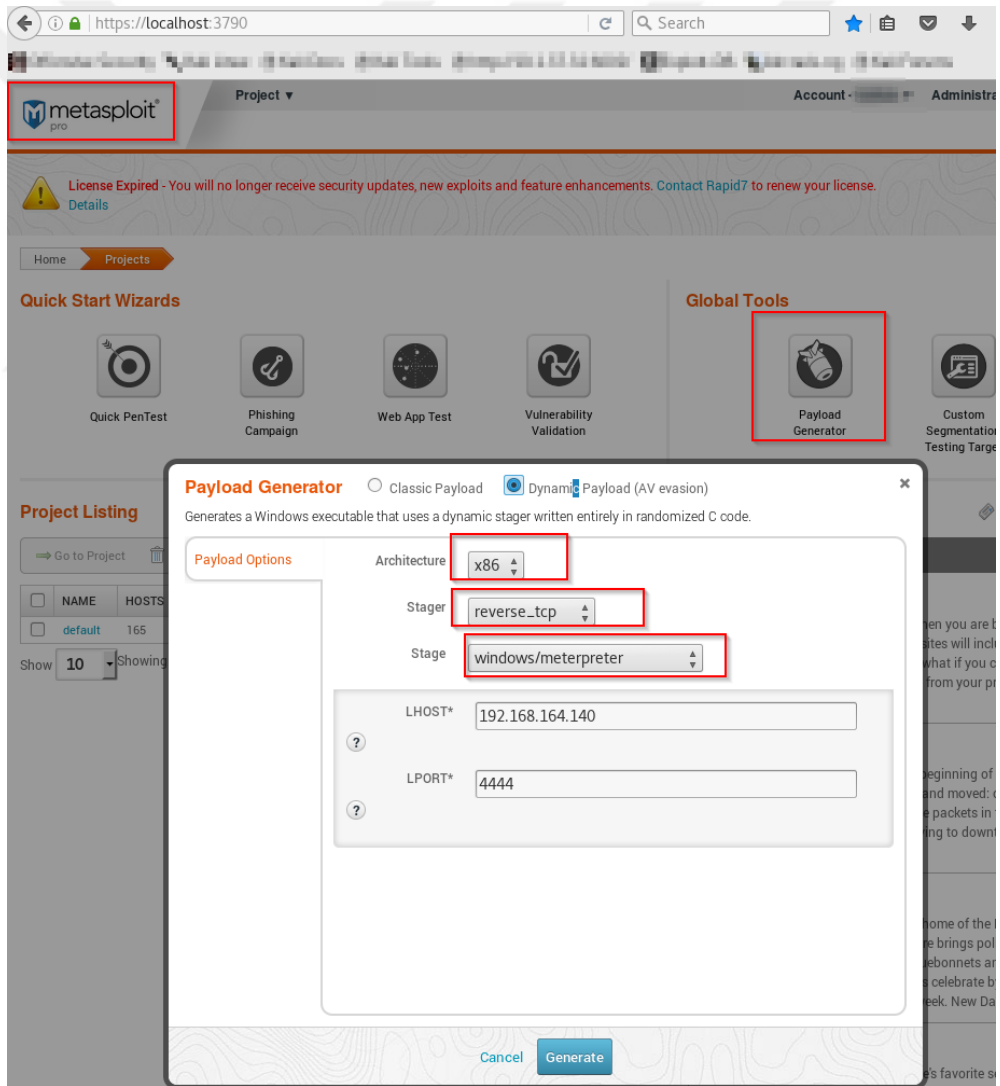 https://localhost:3790
Search
metasploit®
pro
Project ▼
Account -
Administra
License Expired - You will no longer receive security updates, new exploits and feature enhancements. Contact Rapid7 to renew your license.
Details
Home
Projects
Quick Start Wizards
Global Tools
Quick PenTest
Phishing
Campaign
Web App Test
Vulnerability
Validation
Payload
Generator
Custom
Segmentation
Testing Targe
Project Listing
Go to Project
NAME
HOSTS
default
165
Show 10 Showing
Payload Generator
Classic Payload
Dynamic Payload (AV evasion)
Generates a Windows executable that uses a dynamic stager written entirely in randomized C code.
Payload Options
Architecture
x86
Stager
reverse_tcp
Stage
windows/meterpreter
LHOST*
192.168.164.140
?
LPORT*
4444
?
Cancel
Generate
hen you are b
sites will inclu
what if you c
from your pr
beginning of
and moved: c
e packets in
ing to downt
home of the
re brings pol
uebonnets ar
s celebrate b
eek. New Da
e's favorite s